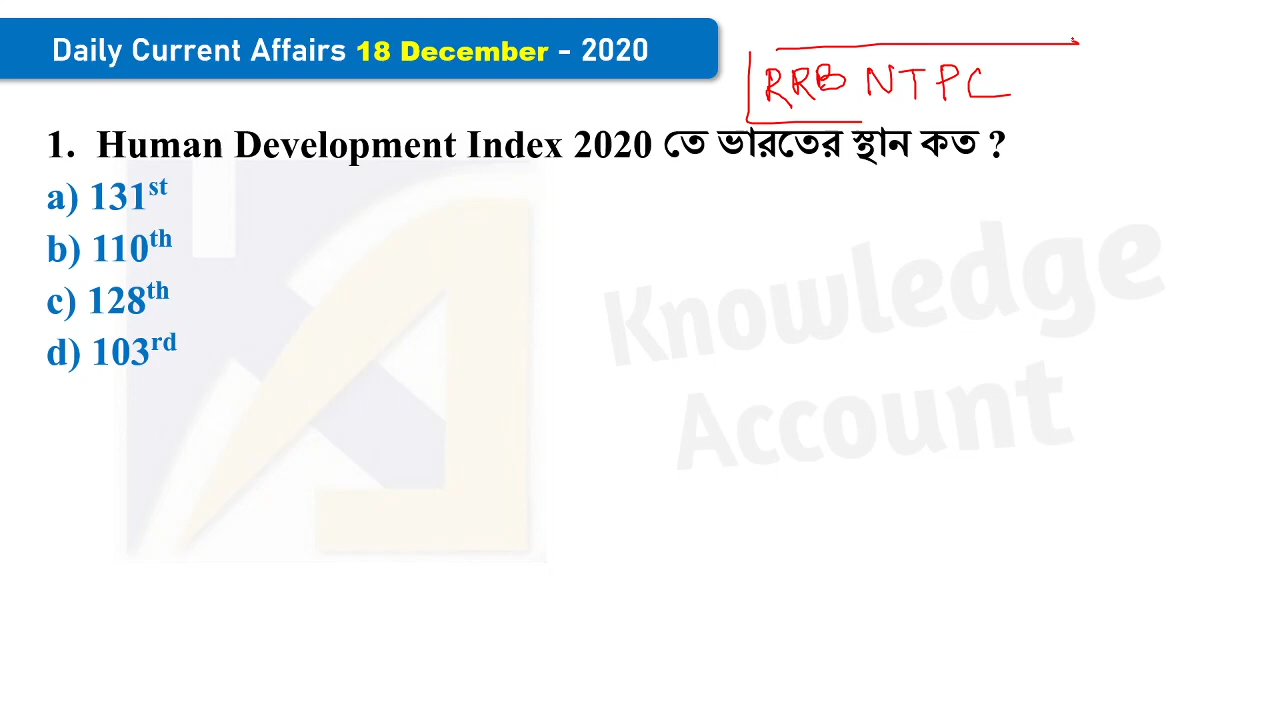 Daily Current Affairs 18 December - 2020
RRB NTPC
1. Human Development Index 2020 তে ভারতের স্থান কত ?
a) 131st
b) 110th
c) 128th
d) 103rd
Knowledge
Account